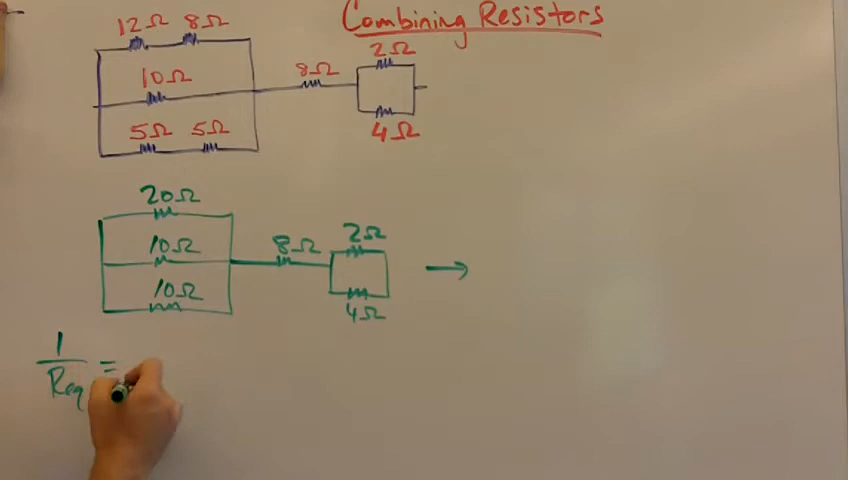 Combining Resistors
12Ω 8Ω
10Ω
5Ω 5Ω
8Ω
2Ω
4Ω
20Ω
10Ω
10Ω
8Ω
2Ω
4Ω
→
1
Req =